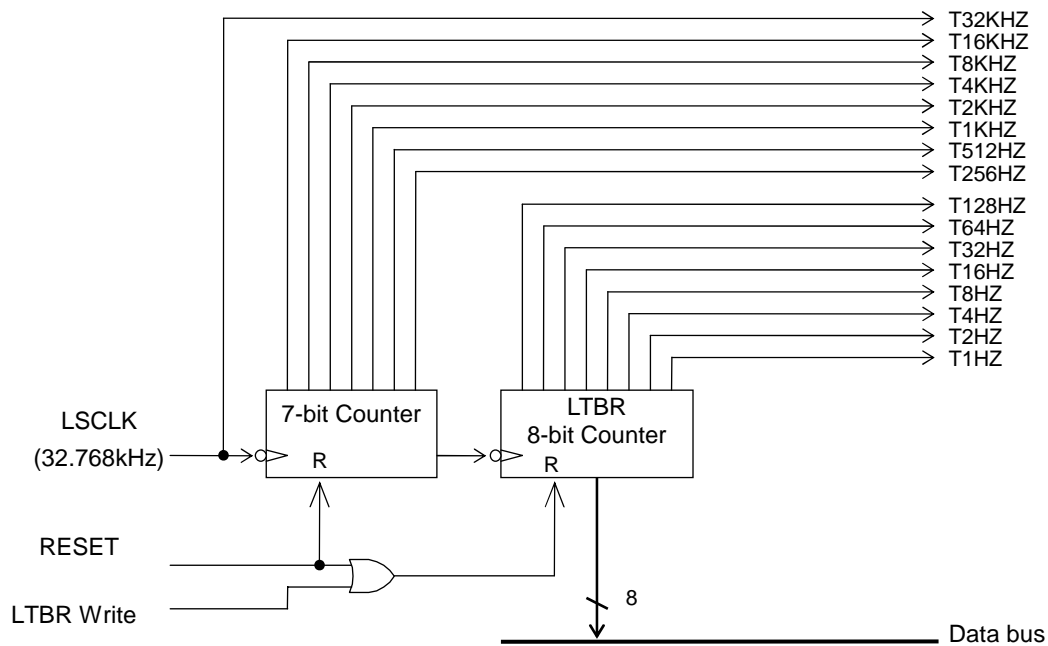 T32KHZ
T16KHZ
T8KHZ
T4KHZ
T2KHZ
T1KHZ
T512HZ
T256HZ
T128HZ
T64HZ
T32HZ
T16HZ
T8HZ
T4HZ
T2HZ
T1HZ
LSCLK
(32.768kHz)
7-bit Counter
R
LTBR
8-bit Counter
R
RESET
LTBR Write
8
Data bus